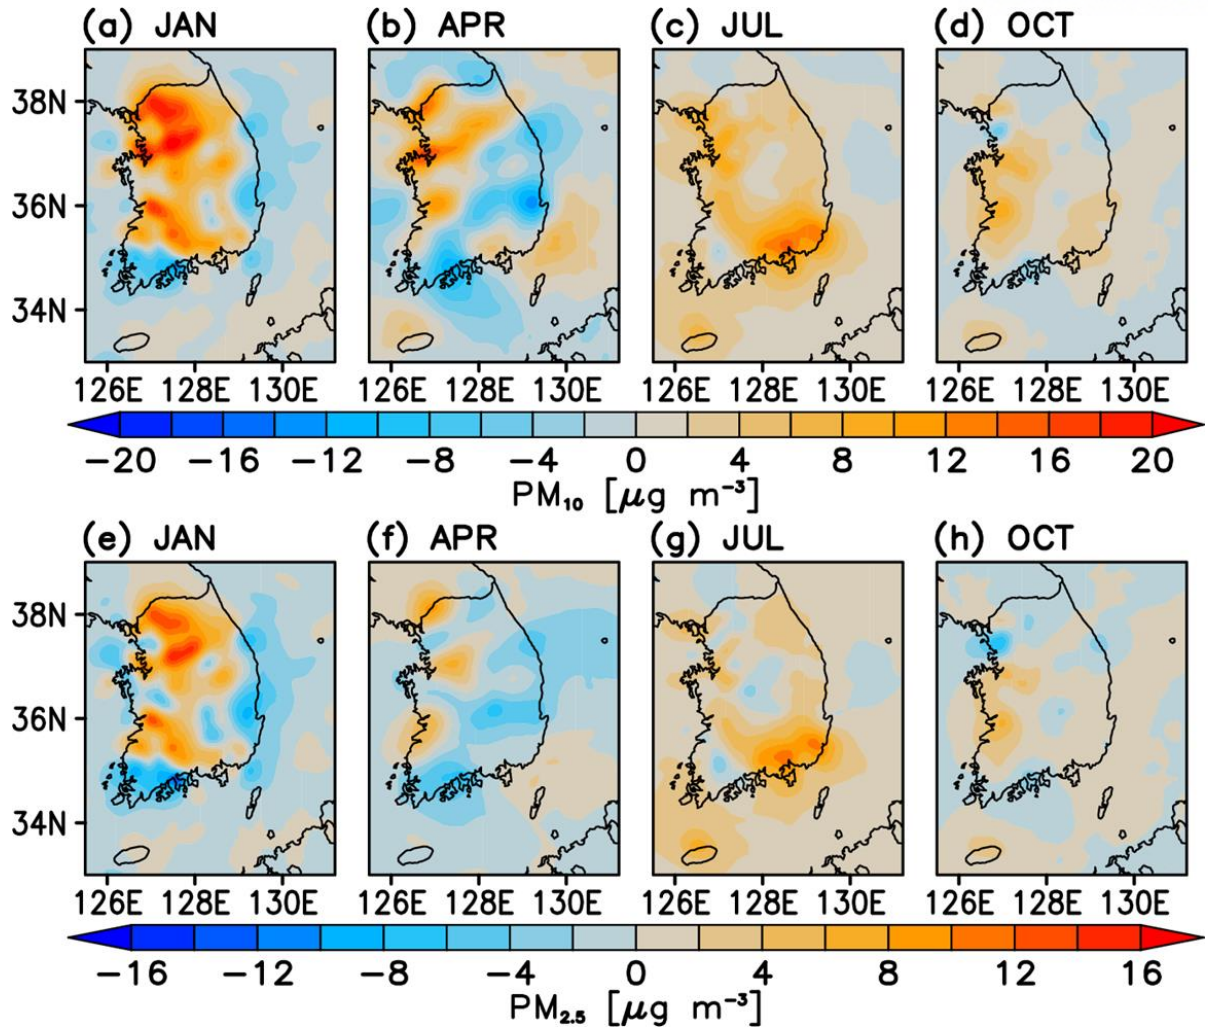 (a) JAN (b) APR (c) JUL (d) OCT
38N
36N
34N
126E 128E 130E 126E 128E 130E 126E 128E 130E 126E 128E 130E
−20 −16 −12 −8 −4 0 4 8 12 16 20
PM₁₀ [μg m⁻³]
(e) JAN (f) APR (g) JUL (h) OCT
38N
36N
34N
126E 128E 130E 126E 128E 130E 126E 128E 130E 126E 128E 130E
−16 −12 −8 −4 0 4 8 12 16
PM₂.₅ [μg m⁻³]